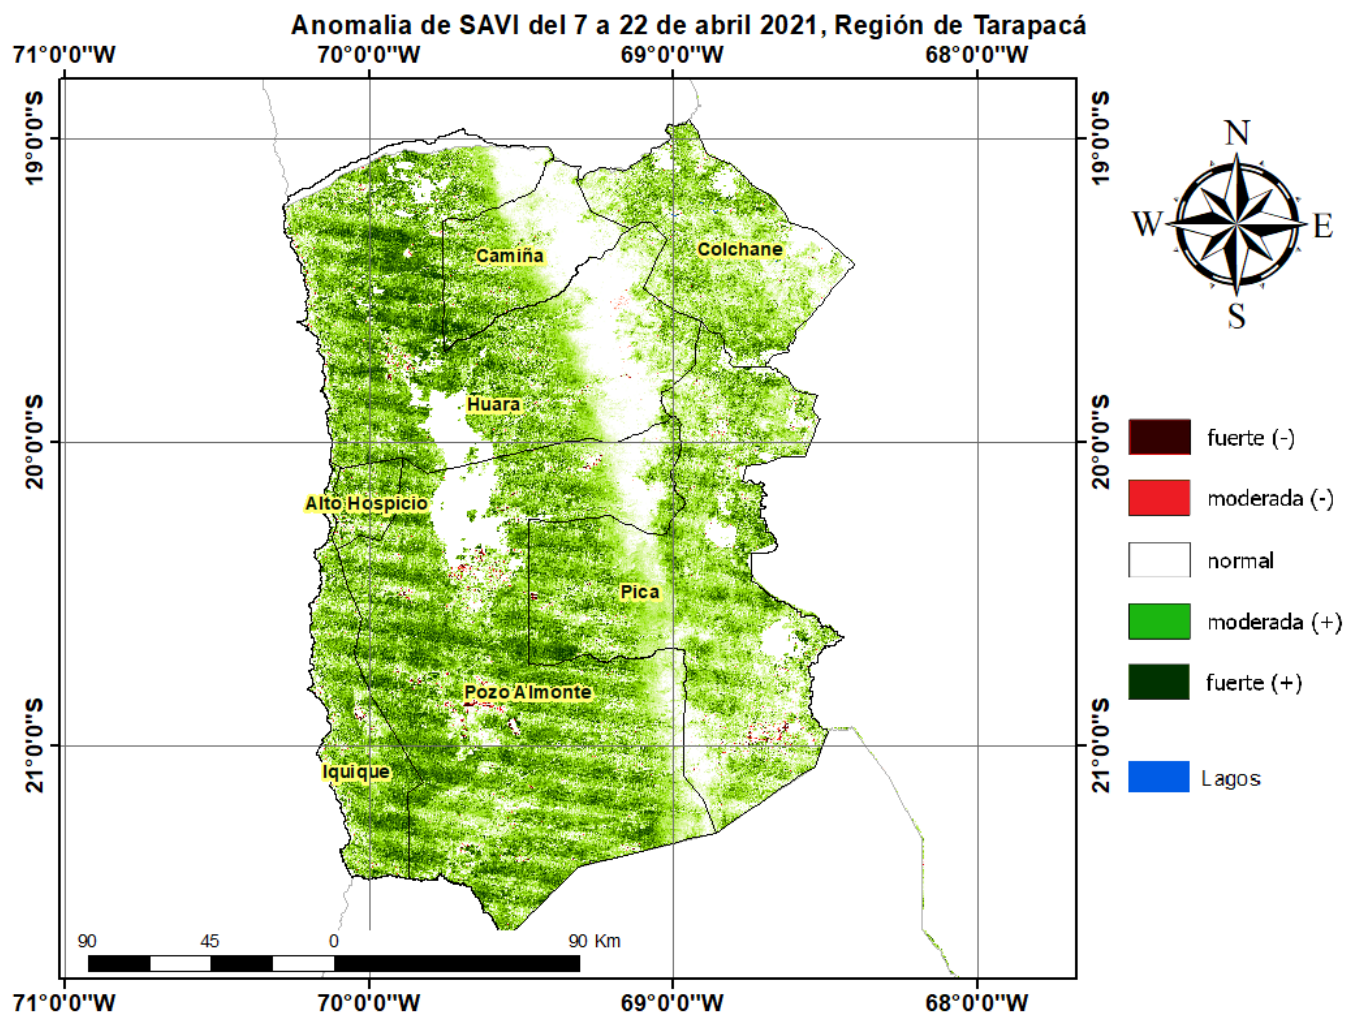 Anomalia de SAVI del 7 a 22 de abril 2021, Región de Tarapacá
71°0'0"W 70°0'0"W 69°0'0"W 68°0'0"W
19°0'0"S
19°0'0"S
N
W E
S
Camiña
Colchane
Huara
20°0'0"S
20°0'0"S
fuerte (-)
Alto Hospicio
moderada (-)
normal
Pica
moderada (+)
Pozo Almonte
fuerte (+)
21°0'0"S
21°0'0"S
Iquique
Lagos
90 45 0 90 Km
71°0'0"W 70°0'0"W 69°0'0"W 68°0'0"W